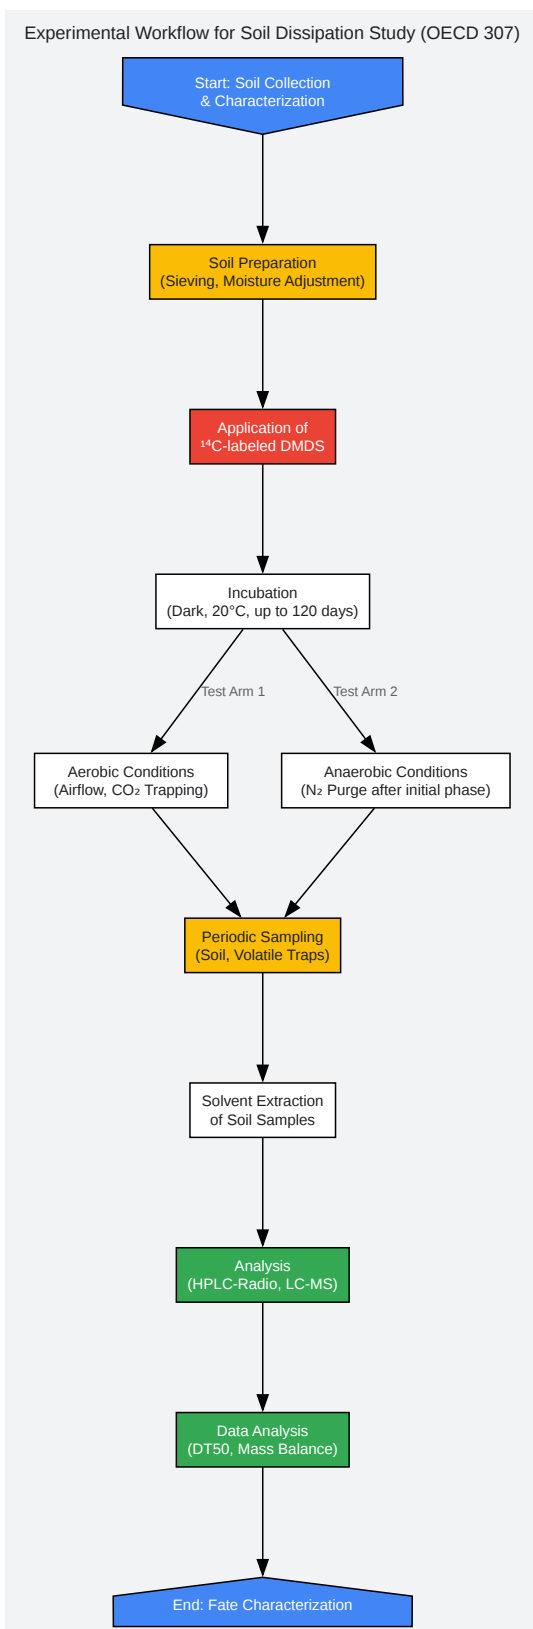 Experimental Workflow for Soil Dissipation Study (OECD 307)
Start: Soil Collection
& Characterization
Soil Preparation
(Sieving, Moisture Adjustment)
Application of
¹⁴C-labeled DMDS
Incubation
(Dark, 20°C, up to 120 days)
Test Arm 1
Test Arm 2
Aerobic Conditions
(Airflow, CO₂ Trapping)
Anaerobic Conditions
(N₂ Purge after initial phase)
Periodic Sampling
(Soil, Volatile Traps)
Solvent Extraction
of Soil Samples
Analysis
(HPLC-Radio, LC-MS)
Data Analysis
(DT50, Mass Balance)
End: Fate Characterization